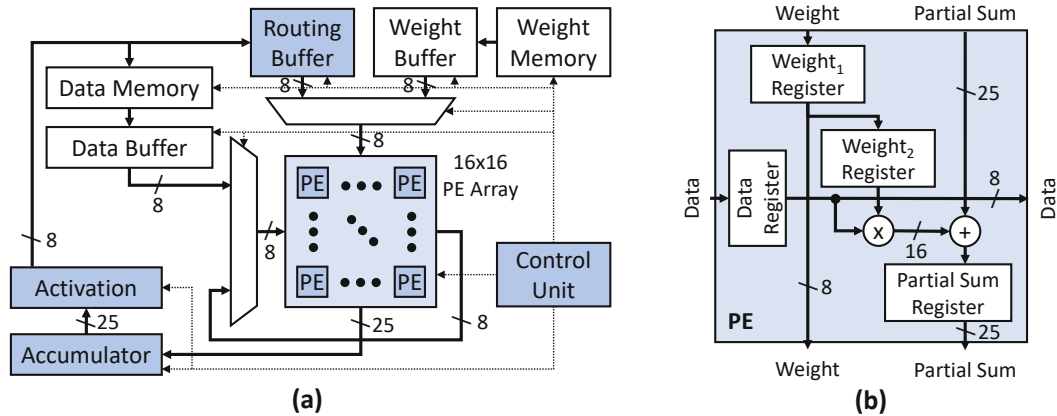 Routing
Buffer
Weight
Buffer
Weight
Memory
8
8
Data Memory
Data Buffer
8
8
16x16
PE Array
PE
PE
PE
PE
8
8
8
Activation
25
Accumulator
25
Control
Unit
(a)
Weight
Partial Sum
Weight1
Register
25
Weight2
Register
Data
Data
Register
8
Data
x
16
+
8
Partial Sum
Register
PE
25
Weight
Partial Sum
(b)